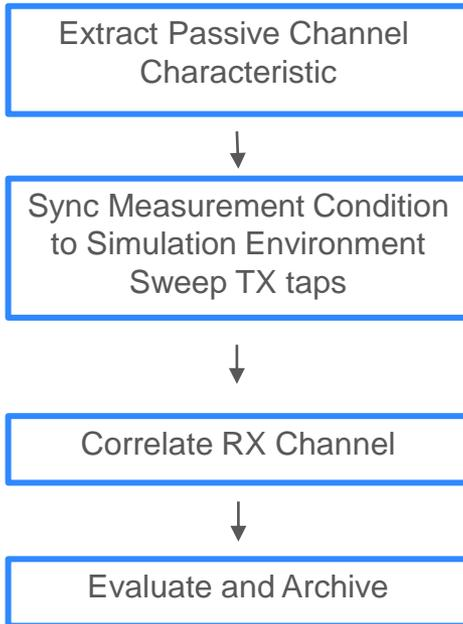 Extract Passive Channel
Characteristic
Sync Measurement Condition
to Simulation Environment
Sweep TX taps
Correlate RX Channel
Evaluate and Archive